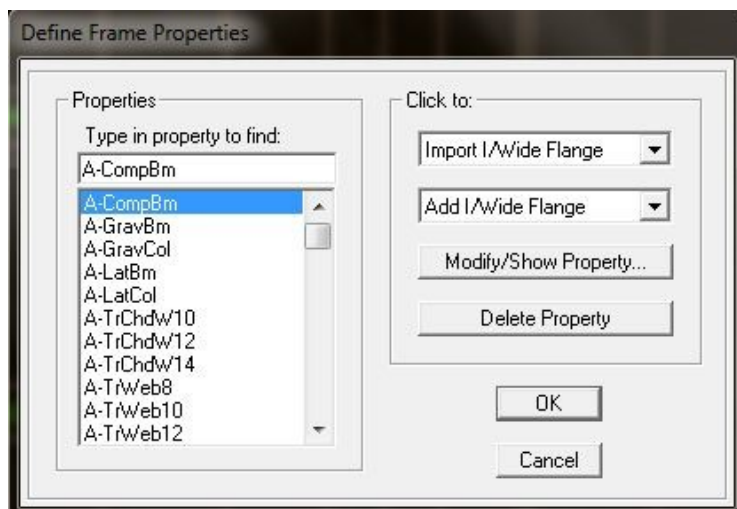 Define Frame Properties
Properties
Type in property to find:
A-CompBm
A-CompBm
A-GravBm
A-GravCol
A-LatBm
A-LatCol
A-TrChdW10
A-TrChdW12
A-TrChdW14
A-TrWeb8
A-TrWeb10
A-TrWeb12
Click to:
Import I/Wide Flange
Add I/Wide Flange
Modify/Show Property...
Delete Property
OK
Cancel